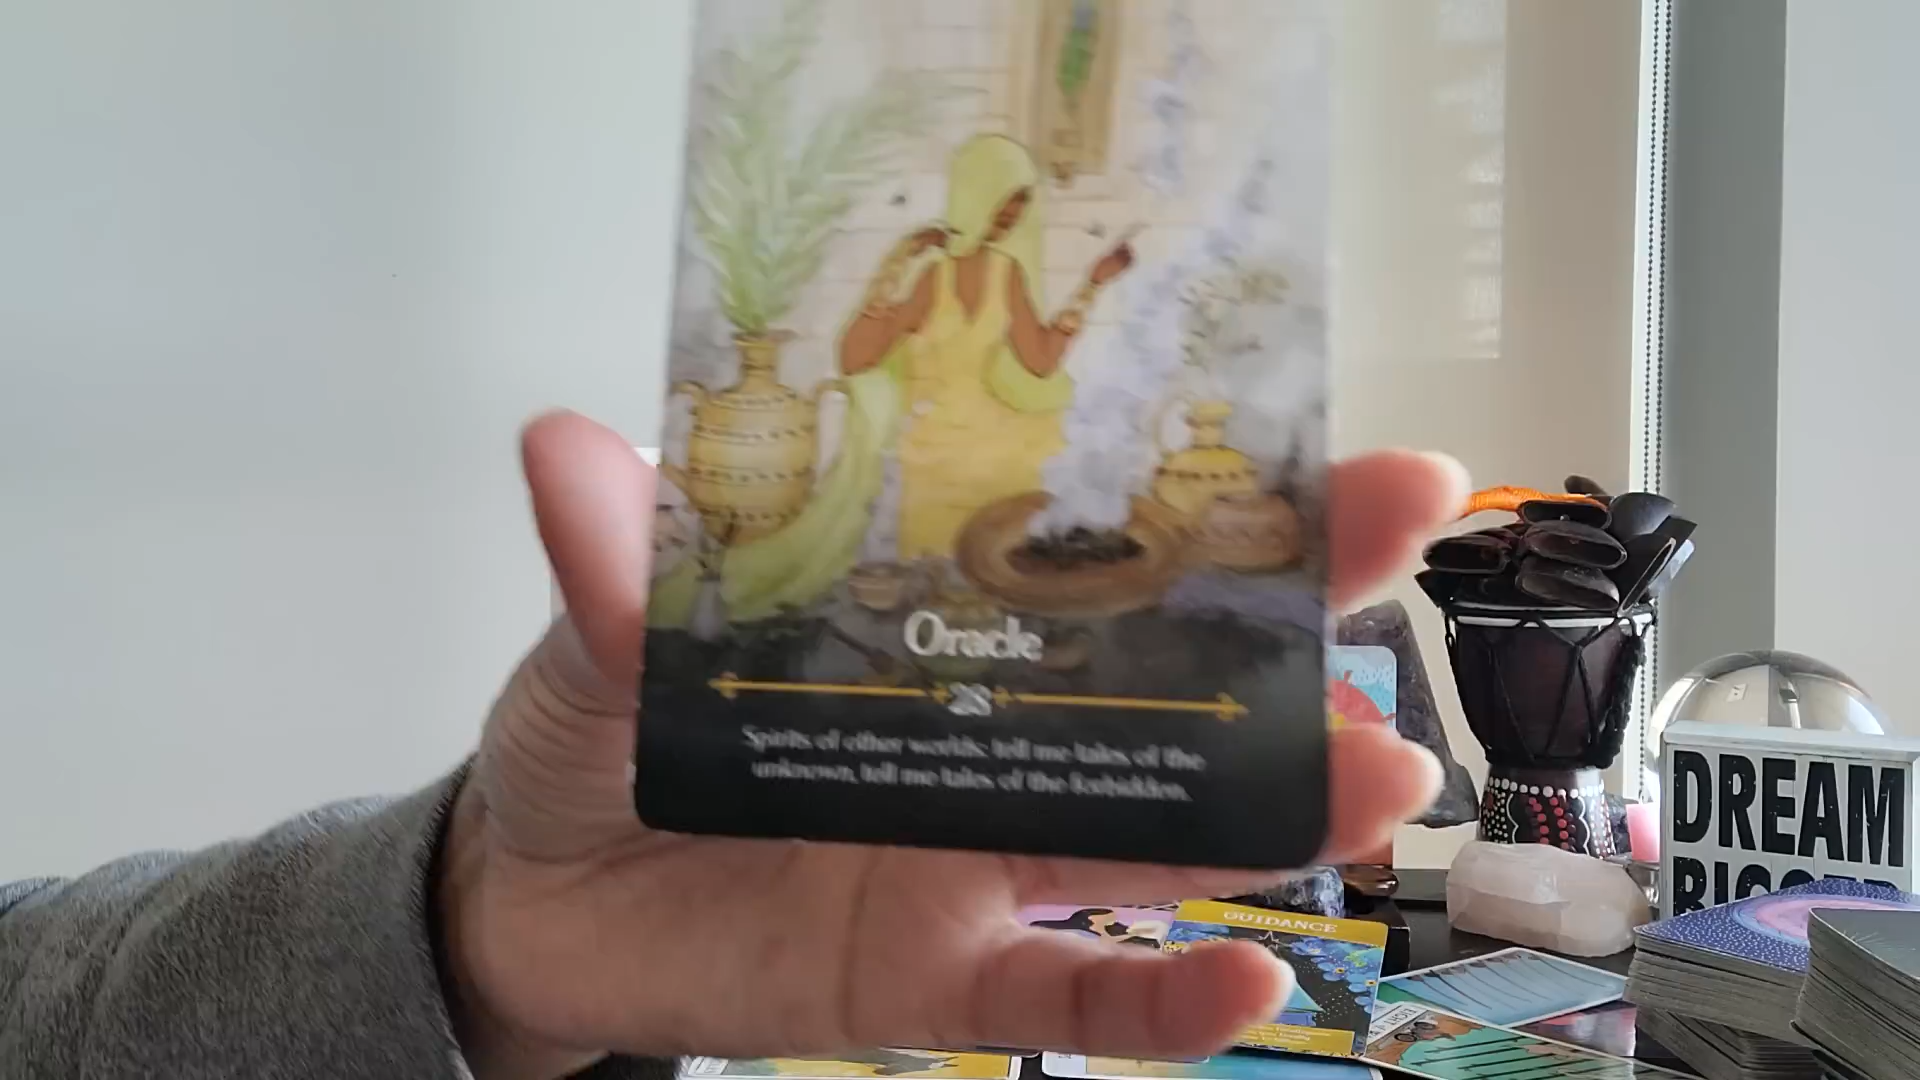 Oracle
28
Spirits of other worlds: tell me tales of the
unknown, tell me tales of the forbidden.
DREAM
BIGGER
GUIDANCE